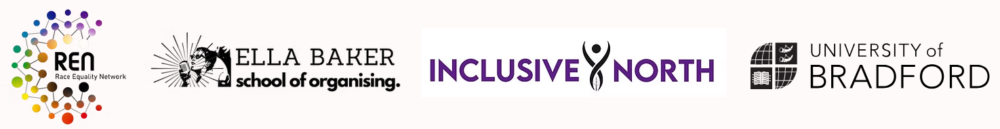 REN
Race Equality Network
ELLA BAKER
school of organising.
INCLUSIVE NORTH
UNIVERSITY of
BRADFORD